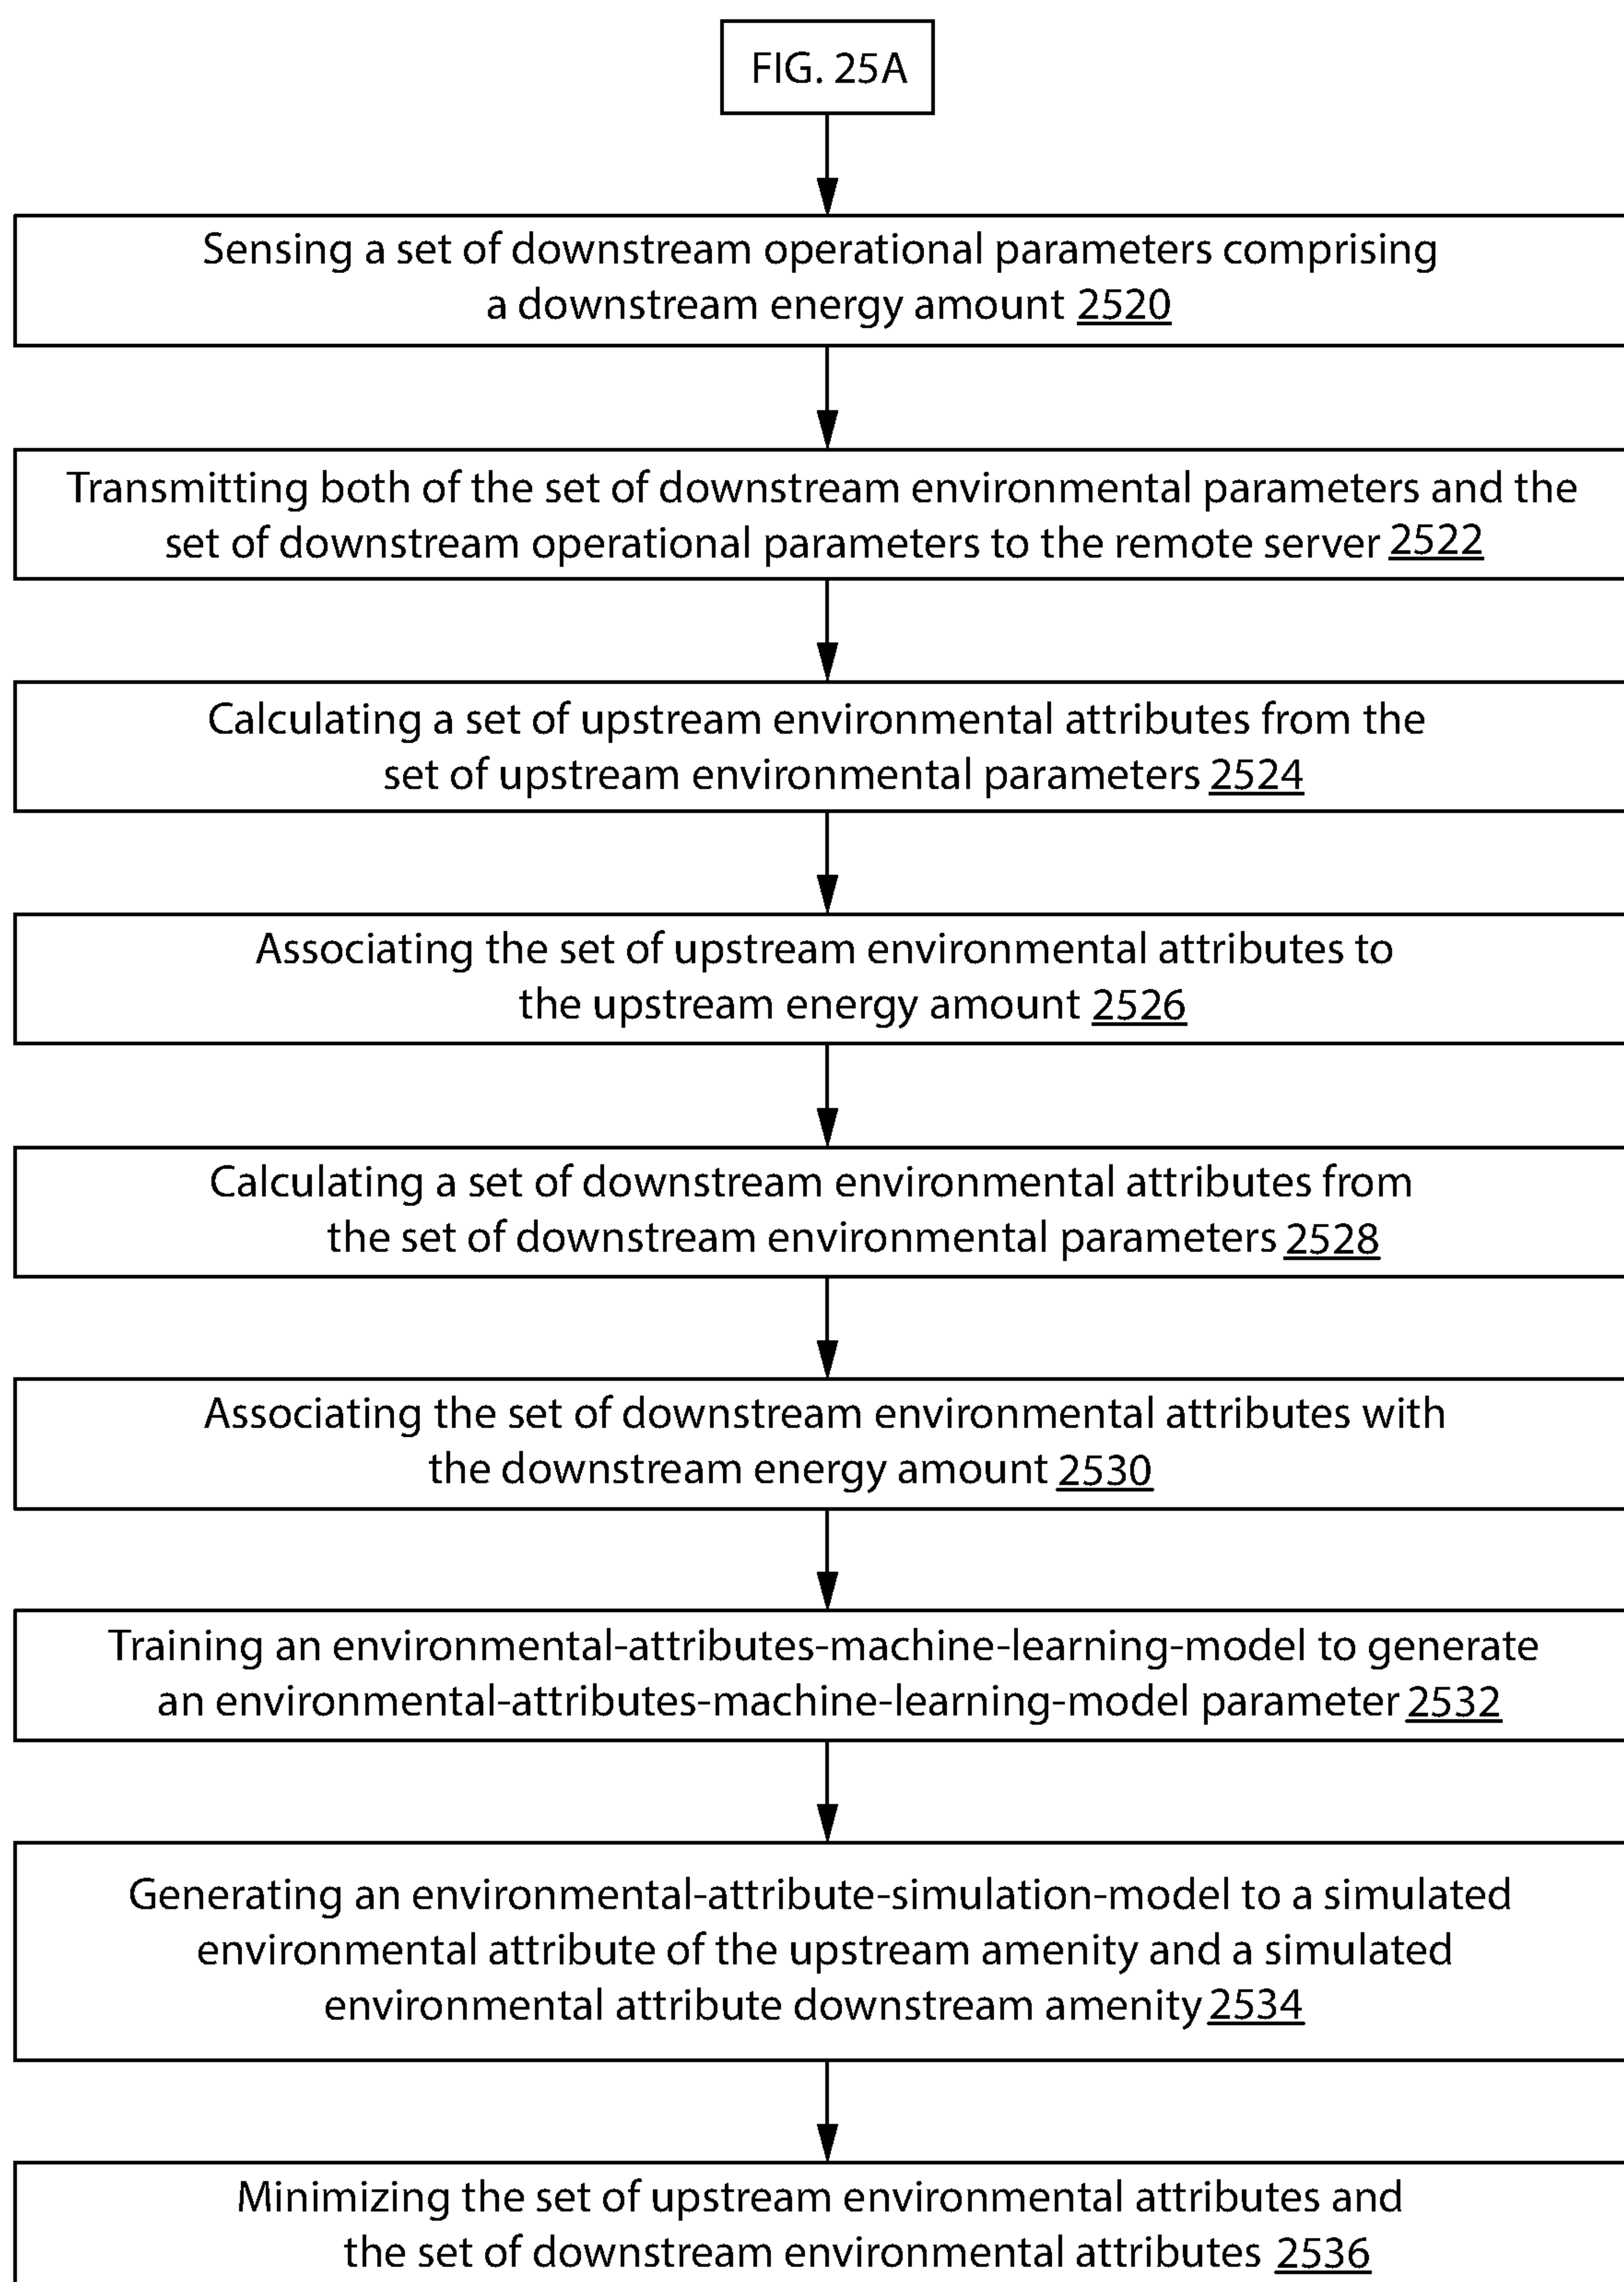 FIG. 25A
Sensing a set of downstream operational parameters comprising
a downstream energy amount 2520
Transmitting both of the set of downstream environmental parameters and the
set of downstream operational parameters to the remote server 2522
Calculating a set of upstream environmental attributes from the
set of upstream environmental parameters 2524
Associating the set of upstream environmental attributes to
the upstream energy amount 2526
Calculating a set of downstream environmental attributes from
the set of downstream environmental parameters 2528
Associating the set of downstream environmental attributes with
the downstream energy amount 2530
Training an environmental-attributes-machine-learning-model to generate
an environmental-attributes-machine-learning-model parameter 2532
Generating an environmental-attribute-simulation-model to a simulated
environmental attribute of the upstream amenity and a simulated
environmental attribute downstream amenity 2534
Minimizing the set of upstream environmental attributes and
the set of downstream environmental attributes 2536